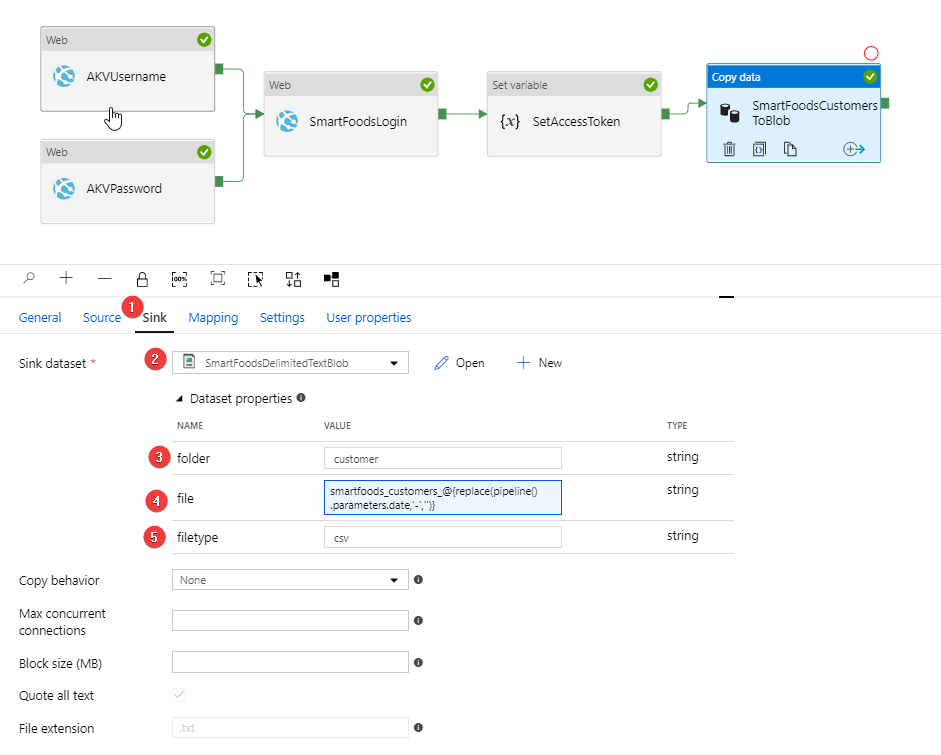 Web
AKVUsername
Web
AKVPassword
Web
SmartFoodsLogin
Set variable
{x} SetAccessToken
Copy data
SmartFoodsCustomers
ToBlob
100%
General Source 1 Sink Mapping Settings User properties
Sink dataset * 2 SmartFoodsDelimitedTextBlob Open New
Dataset properties
NAME VALUE TYPE
3 folder customer string
4 file smartfoods_customers_@{replace(pipeline()
.parameters.date,'-','')} string
5 filetype csv string
Copy behavior None
Max concurrent
connections
Block size (MB)
Quote all text
File extension .txt